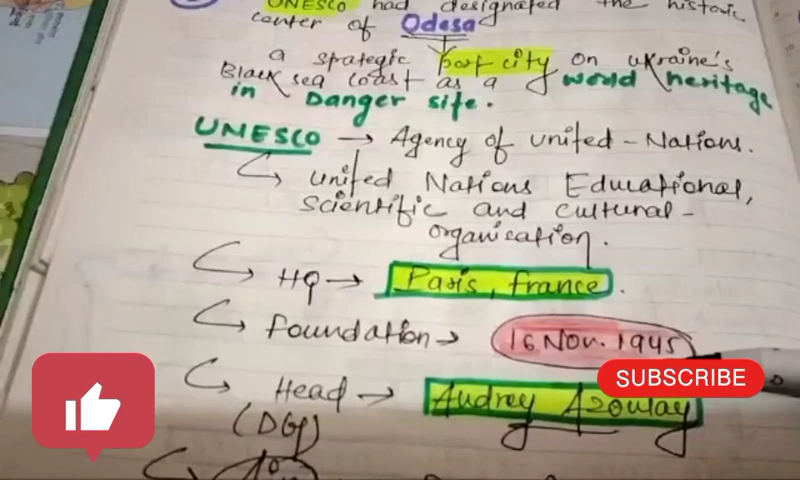 UNESCO had designated the historic
center of Odesa
a strategic port city on ukraine's
Black sea coast as a world heritage
in Danger site.
UNESCO → Agency of united-Nations.
united Nations Educational,
scientific and cultural-
organisation.
HQ → Paris, france.
foundation → 16 Nov. 1945
SUBSCRIBE
Head → Audrey Azoulay
(DG)